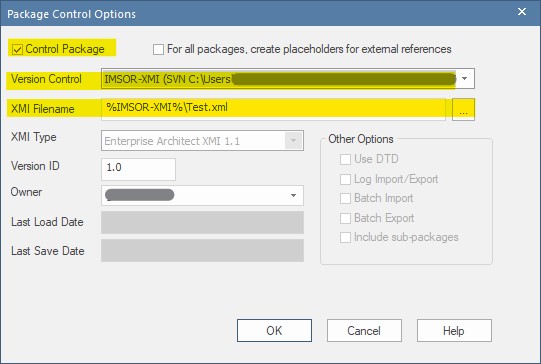 Package Control Options
Control Package
For all packages, create placeholders for external references
Version Control
IMSOR-XMI (SVN C:\Users
XMI Filename
%IMSOR-XMI%\Test.xml
...
XMI Type
Enterprise Architect XMI 1.1
Version ID
1.0
Owner
Last Load Date
Last Save Date
Other Options
Use DTD
Log Import/Export
Batch Import
Batch Export
Include sub-packages
OK
Cancel
Help